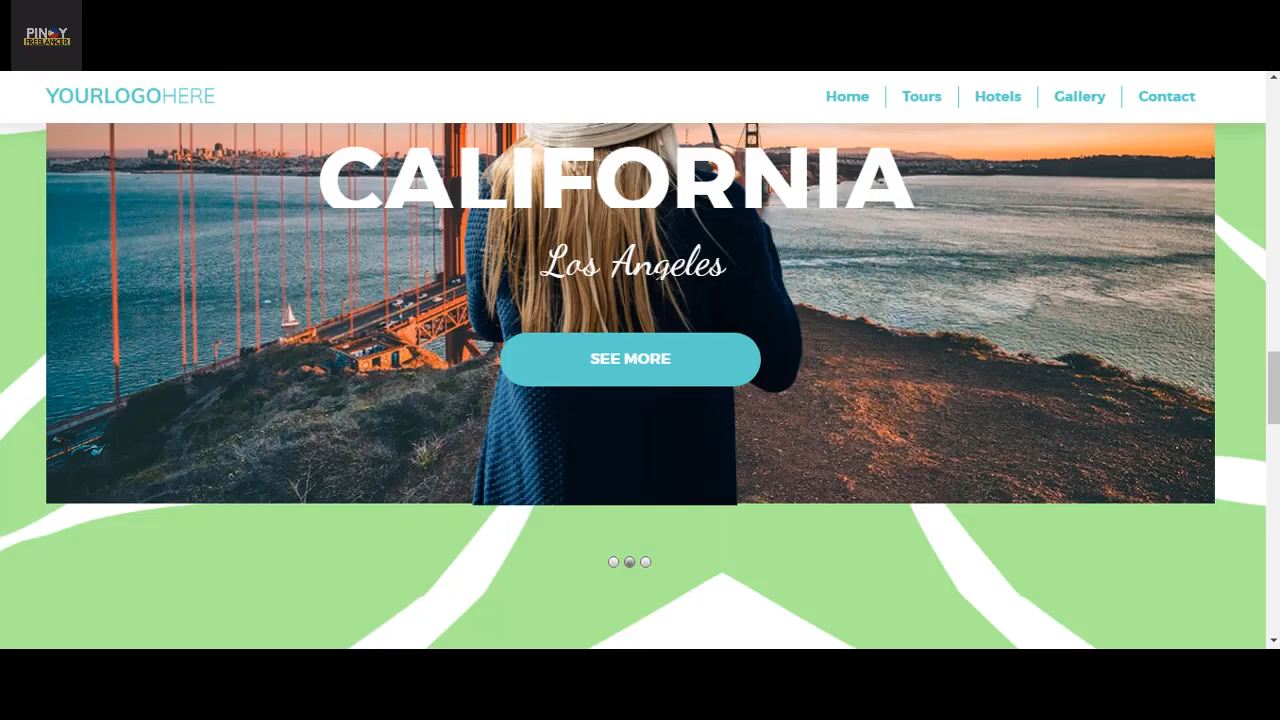 PINOY
FREELANCER
YOURLOGOHERE
Home
Tours
Hotels
Gallery
Contact
CALIFORNIA
Los Angeles
SEE MORE